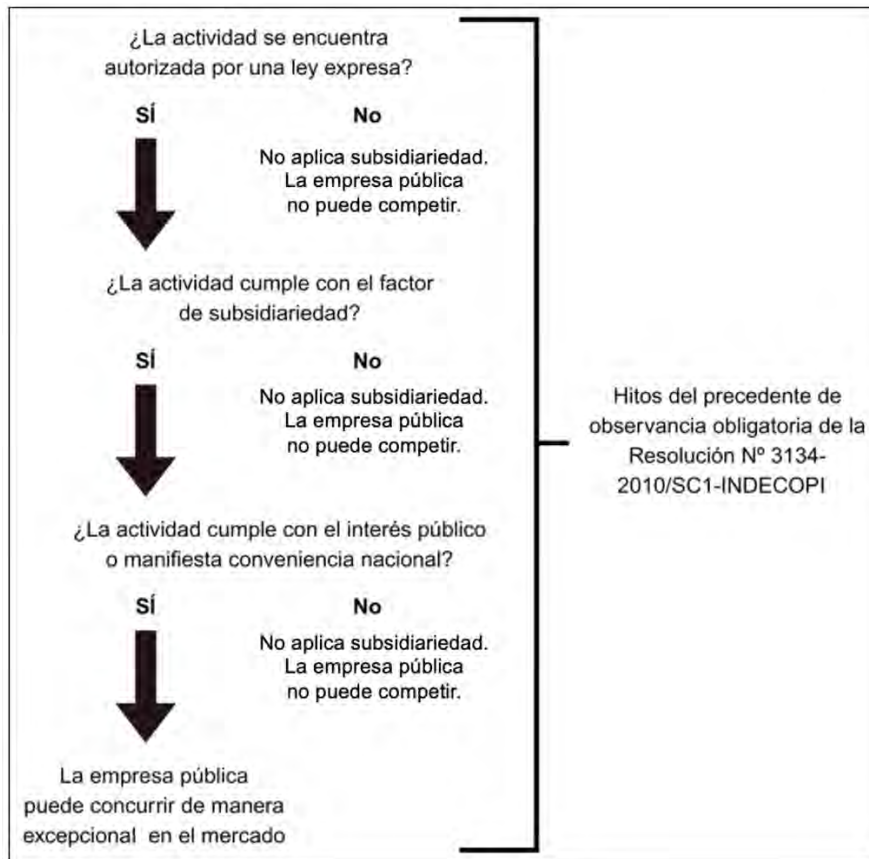 ¿La actividad se encuentra
autorizada por una ley expresa?
SÍ No
No aplica subsidiariedad.
La empresa pública
no puede competir.
¿La actividad cumple con el factor
de subsidiariedad?
SÍ No
No aplica subsidiariedad.
La empresa pública
no puede competir.
¿La actividad cumple con el interés público
o manifiesta conveniencia nacional?
SÍ No
No aplica subsidiariedad.
La empresa pública
no puede competir.
La empresa pública
puede concurrir de manera
excepcional en el mercado
Hitos del precedente de
observancia obligatoria de la
Resolución Nº 3134-
2010/SC1-INDECOPI